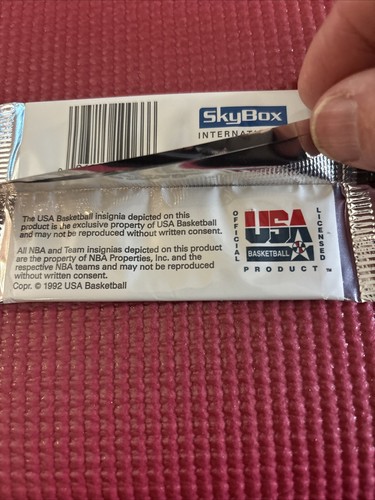 SkyBox
The USA Basketball insignia depicted on this
product is the exclusive property of USA Basketball
and may not be reproduced without written consent.
All NBA and Team insignias depicted on this product
are the property of NBA Properties, Inc. and the
respective NBA teams and may not be reproduced
without written consent.
Copr. © 1992 USA Basketball
OFFICIAL
USA
BASKETBALL
LICENSED
PRODUCT ™